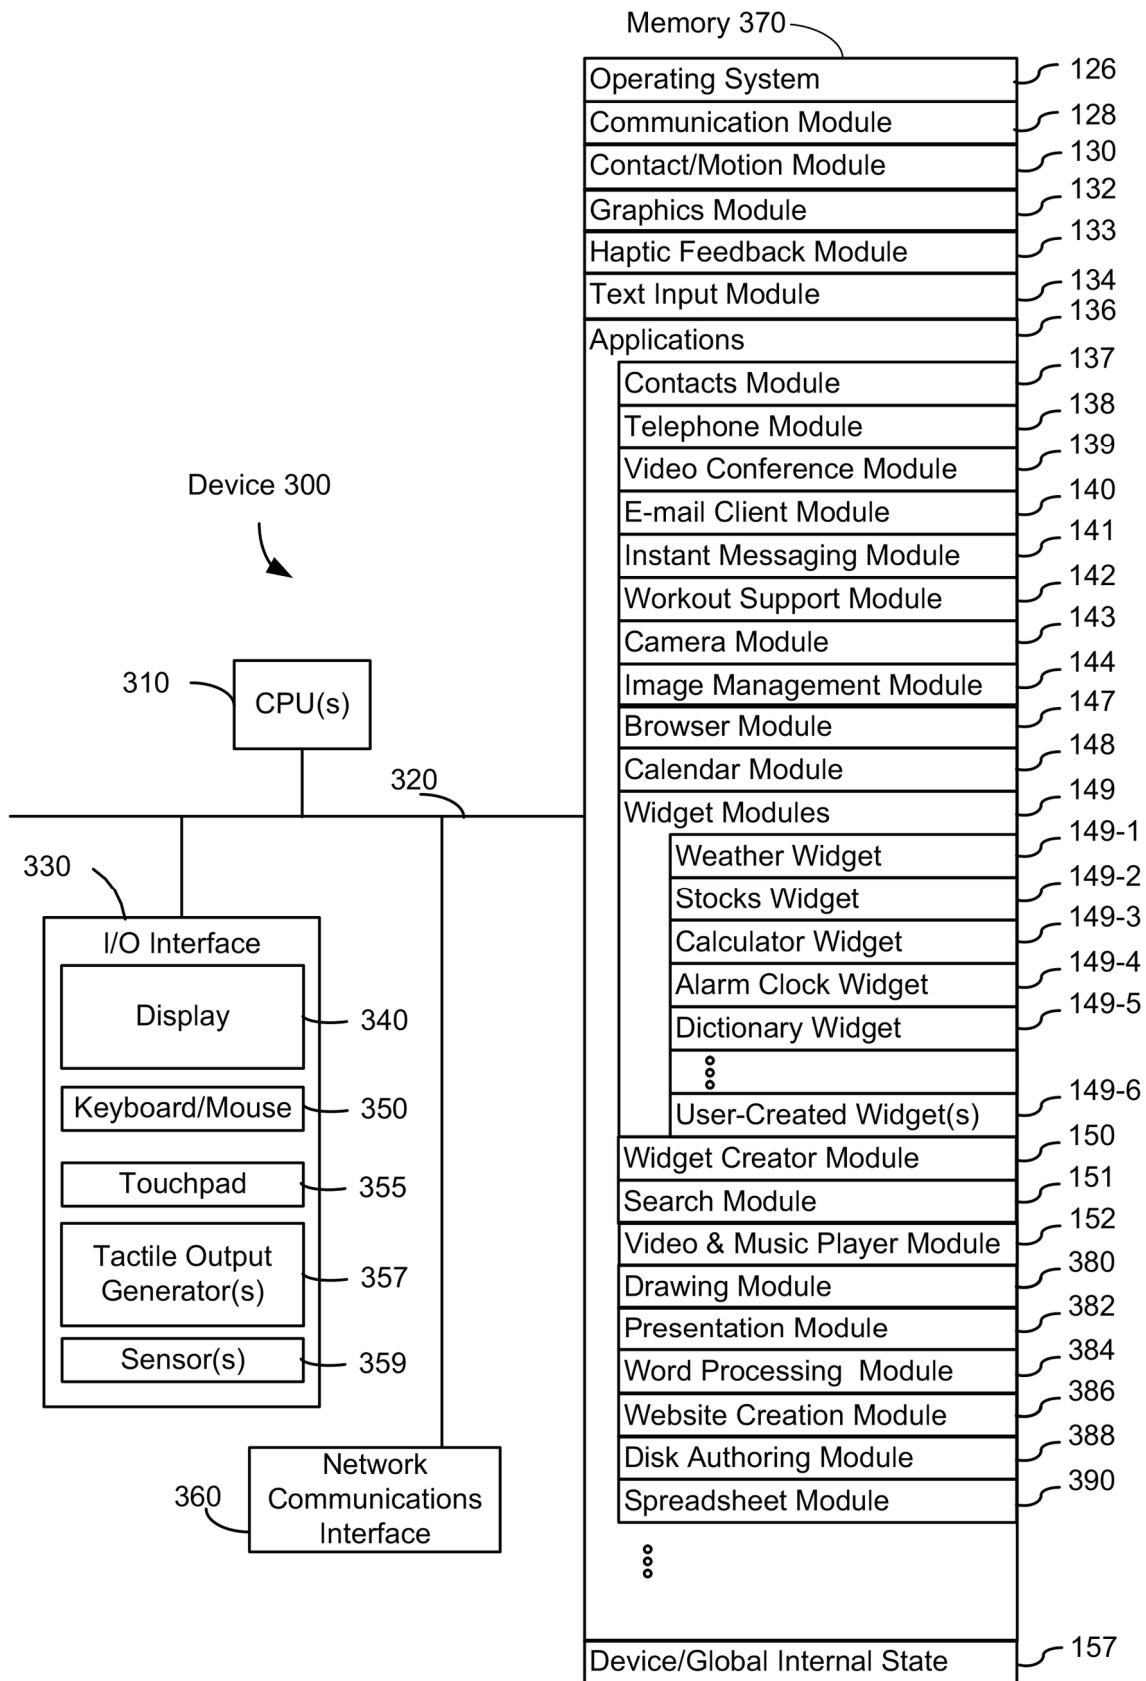 Memory 370
Operating System 126
Communication Module 128
Contact/Motion Module 130
Graphics Module 132
Haptic Feedback Module 133
Text Input Module 134
Applications 136
Contacts Module 137
Telephone Module 138
Video Conference Module 139
E-mail Client Module 140
Instant Messaging Module 141
Workout Support Module 142
Camera Module 143
Image Management Module 144
Browser Module 147
Calendar Module 148
Widget Modules 149
Weather Widget 149-1
Stocks Widget 149-2
Calculator Widget 149-3
Alarm Clock Widget 149-4
Dictionary Widget 149-5
User-Created Widget(s) 149-6
Widget Creator Module 150
Search Module 151
Video & Music Player Module 152
Drawing Module 380
Presentation Module 382
Word Processing Module 384
Website Creation Module 386
Disk Authoring Module 388
Spreadsheet Module 390
Device/Global Internal State 157
Device 300
310
CPU(s)
320
330
I/O Interface
Display 340
Keyboard/Mouse 350
Touchpad 355
Tactile Output
Generator(s) 357
Sensor(s) 359
360
Network
Communications
Interface